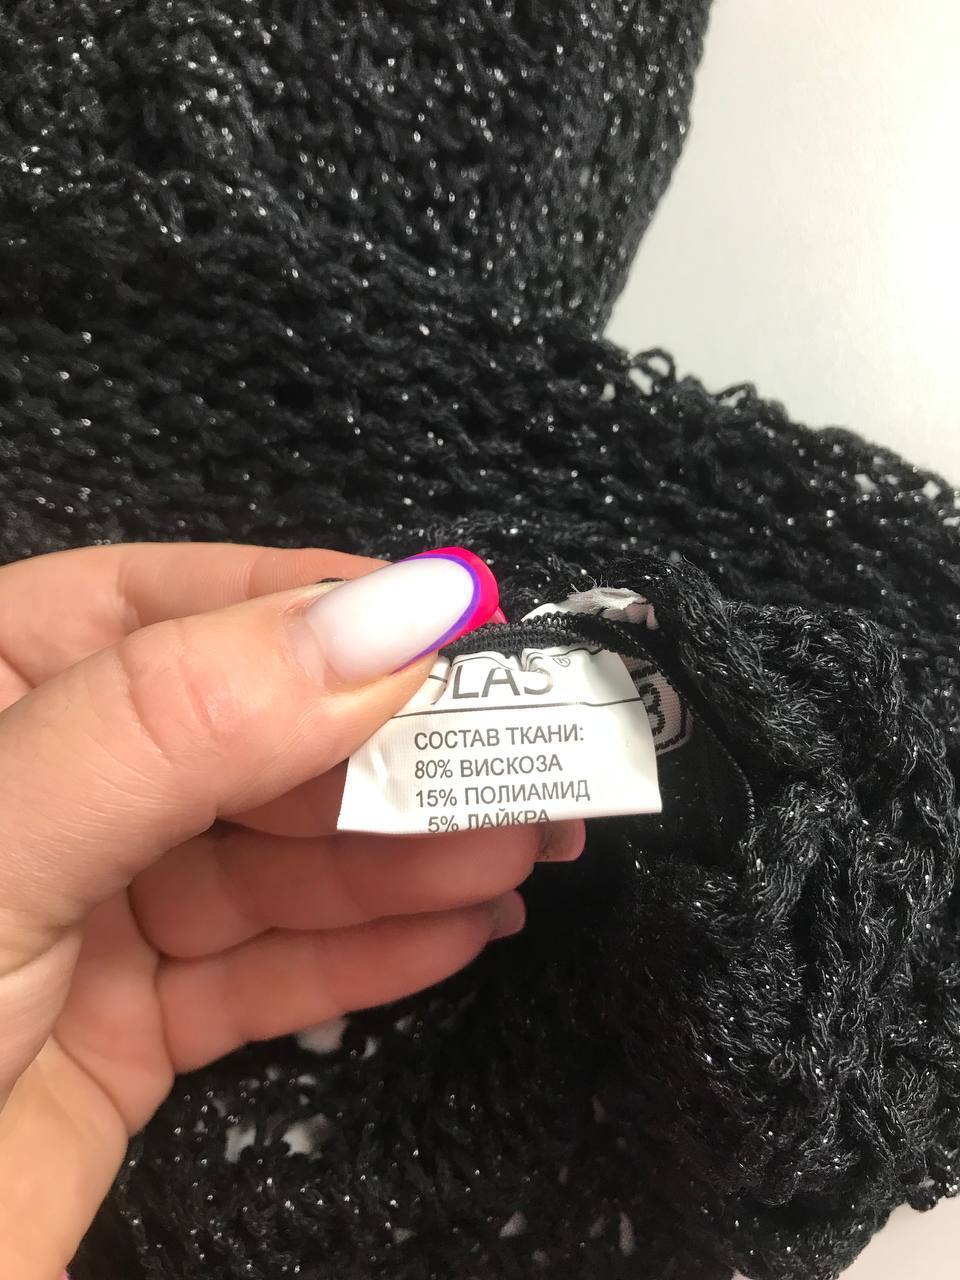 СОСТАВ ТКАНИ:
80% ВИСКОЗА
15% ПОЛИАМИД
5% ЛАЙКРА